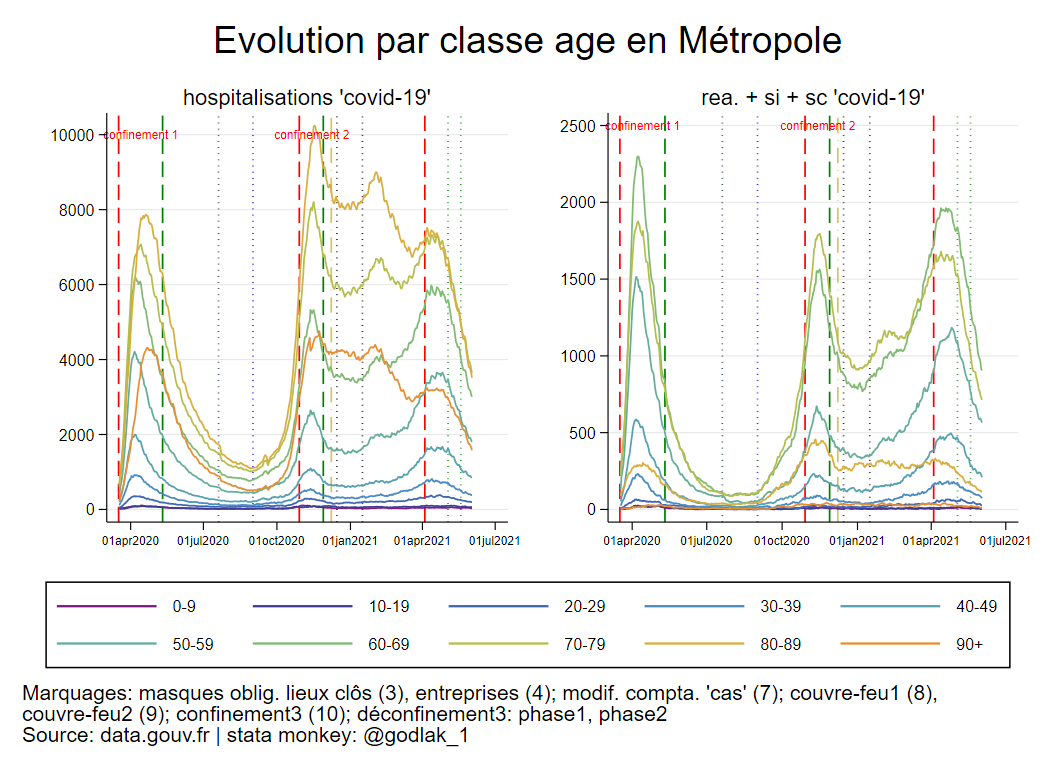 Evolution par classe age en Métropole
hospitalisations 'covid-19'
confinement 1
confinement 2
10000
8000
6000
4000
2000
0
01apr2020 01jul2020 01oct2020 01jan2021 01apr2021 01jul2021
rea. + si + sc 'covid-19'
confinement 1
confinement 2
2500
2000
1500
1000
500
0
01apr2020 01jul2020 01oct2020 01jan2021 01apr2021 01jul2021
0-9 10-19 20-29 30-39 40-49
50-59 60-69 70-79 80-89 90+
Marquages: masques oblig. lieux clôs (3), entreprises (4); modif. compta. 'cas' (7); couvre-feu1 (8),
couvre-feu2 (9); confinement3 (10); déconfinement3: phase1, phase2
Source: data.gouv.fr | stata monkey: @godlak_1